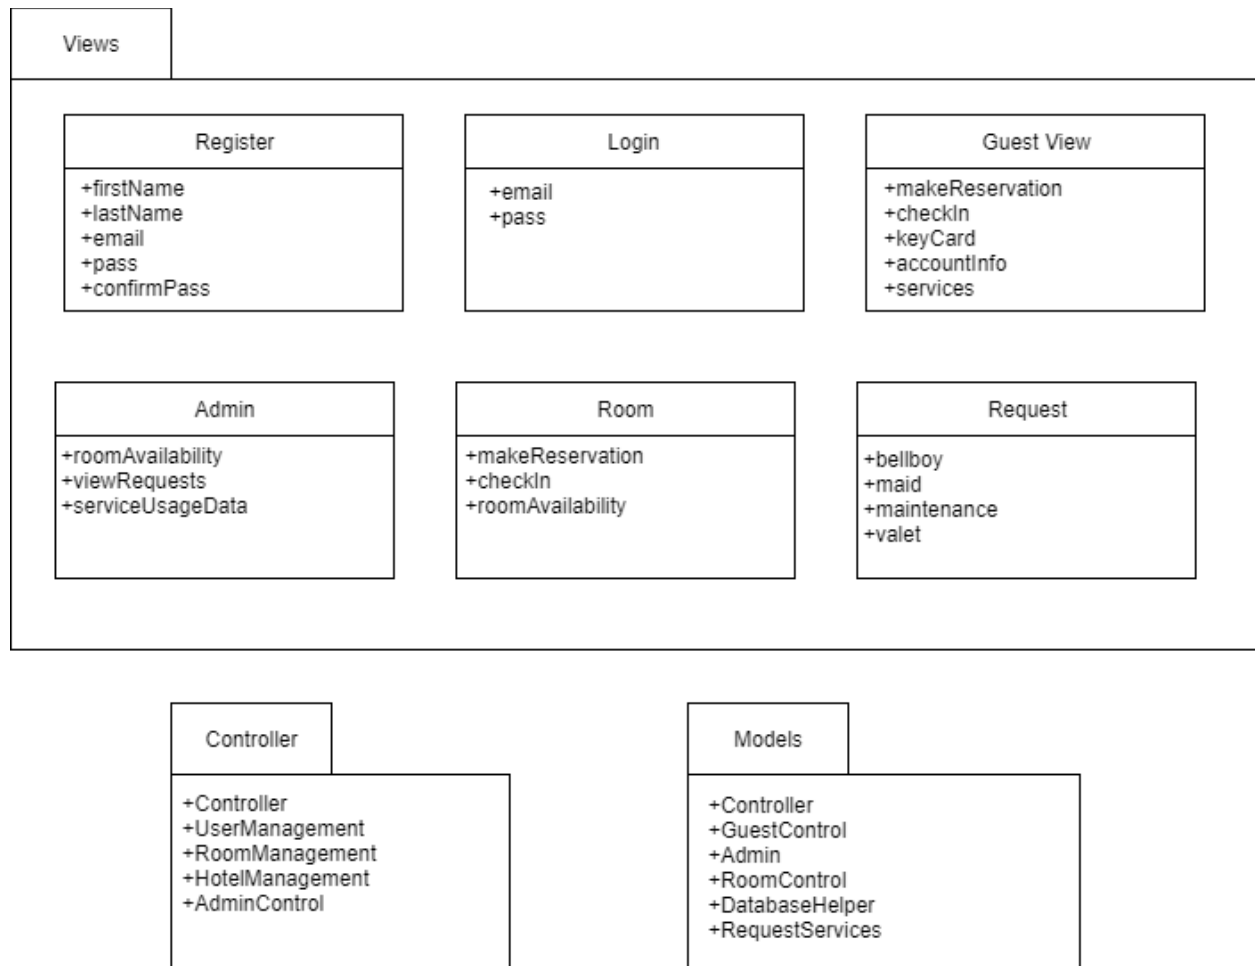 Views
Register
+firstName
+lastName
+email
+pass
+confirmPass
Login
+email
+pass
Guest View
+makeReservation
+checkIn
+keyCard
+accountInfo
+services
Admin
+roomAvailability
+viewRequests
+serviceUsageData
Room
+makeReservation
+checkIn
+roomAvailability
Request
+bellboy
+maid
+maintenance
+valet
Controller
+Controller
+UserManagement
+RoomManagement
+HotelManagement
+AdminControl
Models
+Controller
+GuestControl
+Admin
+RoomControl
+DatabaseHelper
+RequestServices